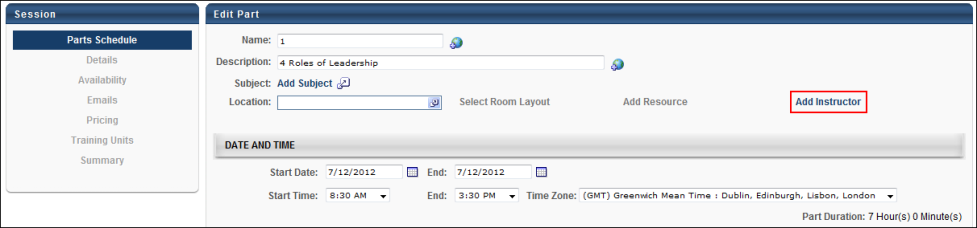 Session
Parts Schedule
Details
Availability
Emails
Pricing
Training Units
Summary
Edit Part
Name: 1
Description: 4 Roles of Leadership
Subject: Add Subject
Location: Select Room Layout Add Resource Add Instructor
DATE AND TIME
Start Date: 7/12/2012 End: 7/12/2012
Start Time: 8:30 AM End: 3:30 PM Time Zone: (GMT) Greenwich Mean Time : Dublin, Edinburgh, Lisbon, London
Part Duration: 7 Hour(s) 0 Minute(s)